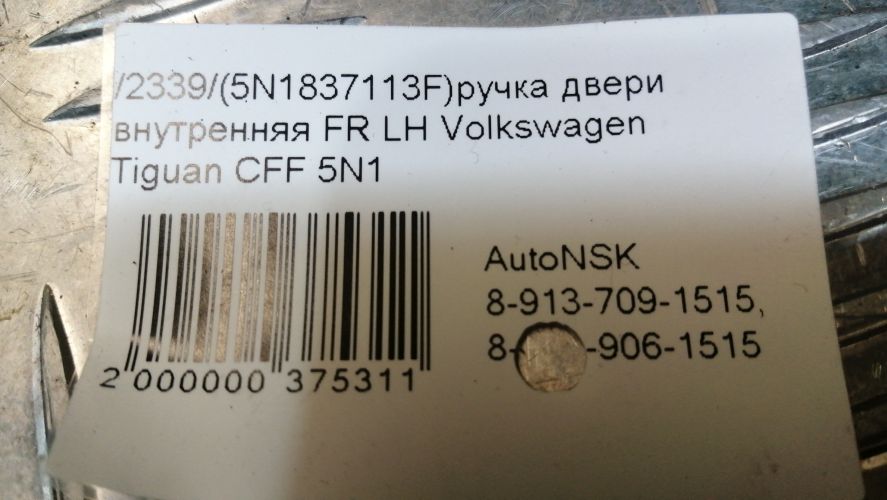 /2339/(5N1837113F)ручка двери
внутренняя FR LH Volkswagen
Tiguan CFF 5N1
AutoNSK
8-913-709-1515,
8- -906-1515
2 000000 375311